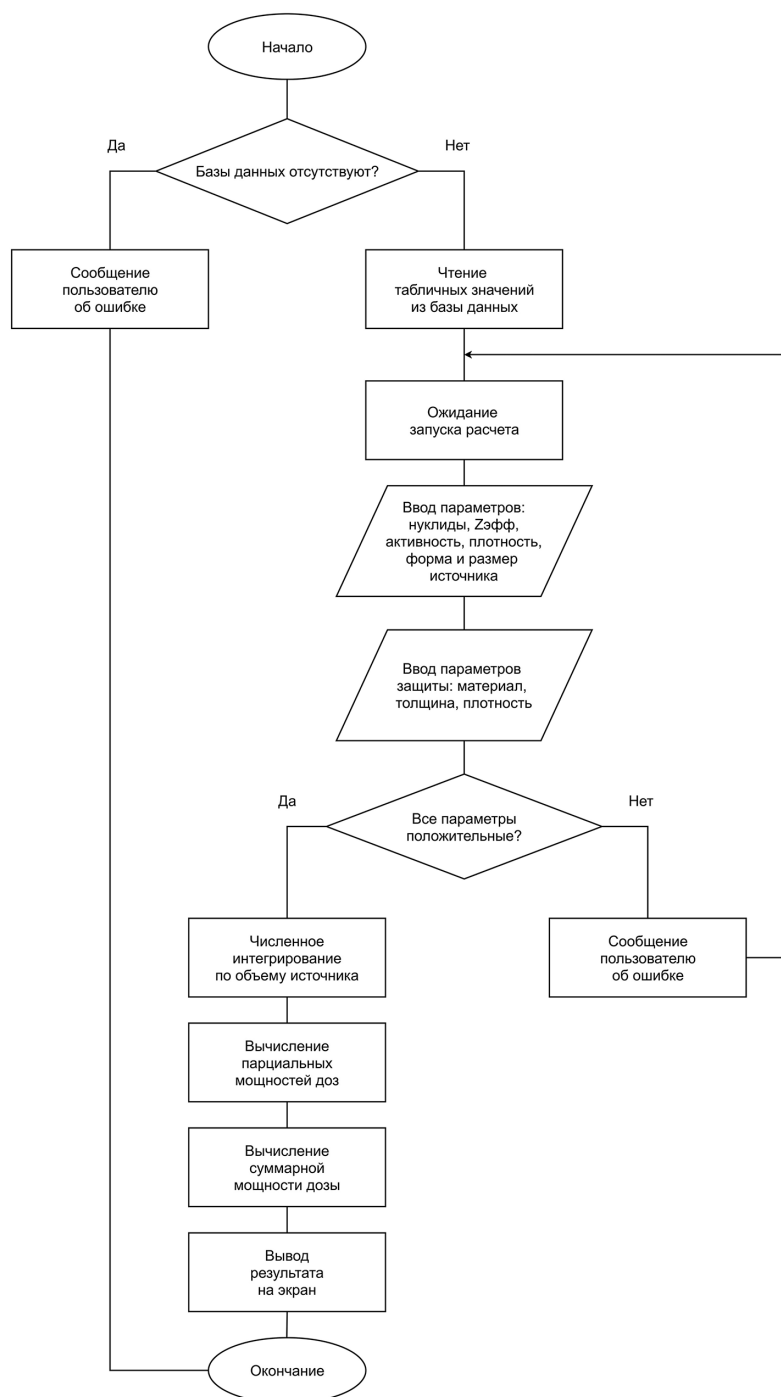 Начало
Да
Нет
Базы данных отсутствуют?
Сообщение
пользователю
об ошибке
Чтение
табличных значений
из базы данных
Ожидание
запуска расчета
Ввод параметров:
нуклиды, Zэфф,
активность, плотность,
форма и размер
источника
Ввод параметров
защиты: материал,
толщина, плотность
Да
Нет
Все параметры
положительные?
Численное
интегрирование
по объему источника
Сообщение
пользователю
об ошибке
Вычисление
парциальных
мощностей доз
Вычисление
суммарной
мощности дозы
Вывод
результата
на экран
Окончание